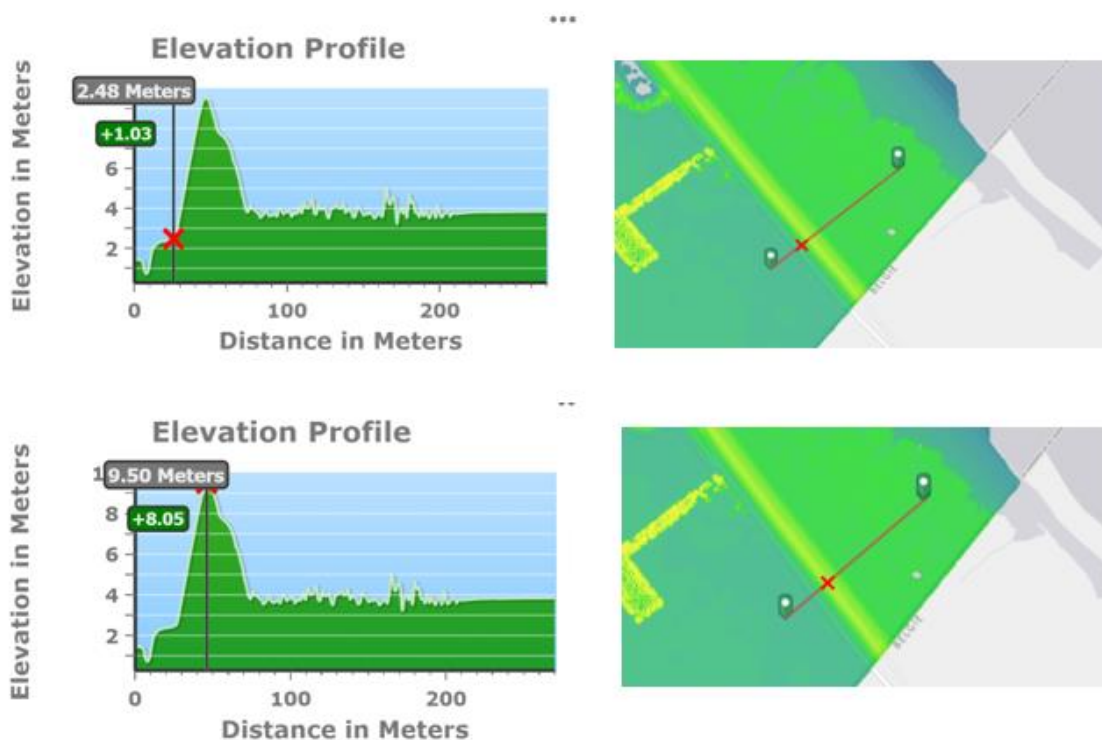 Elevation Profile
Elevation in Meters
2.48 Meters
+1.03
6
4
2
0 100 200
Distance in Meters
BELGIË
Elevation Profile
Elevation in Meters
9.50 Meters
+8.05
8
6
4
2
0 100 200
Distance in Meters
BELGIË